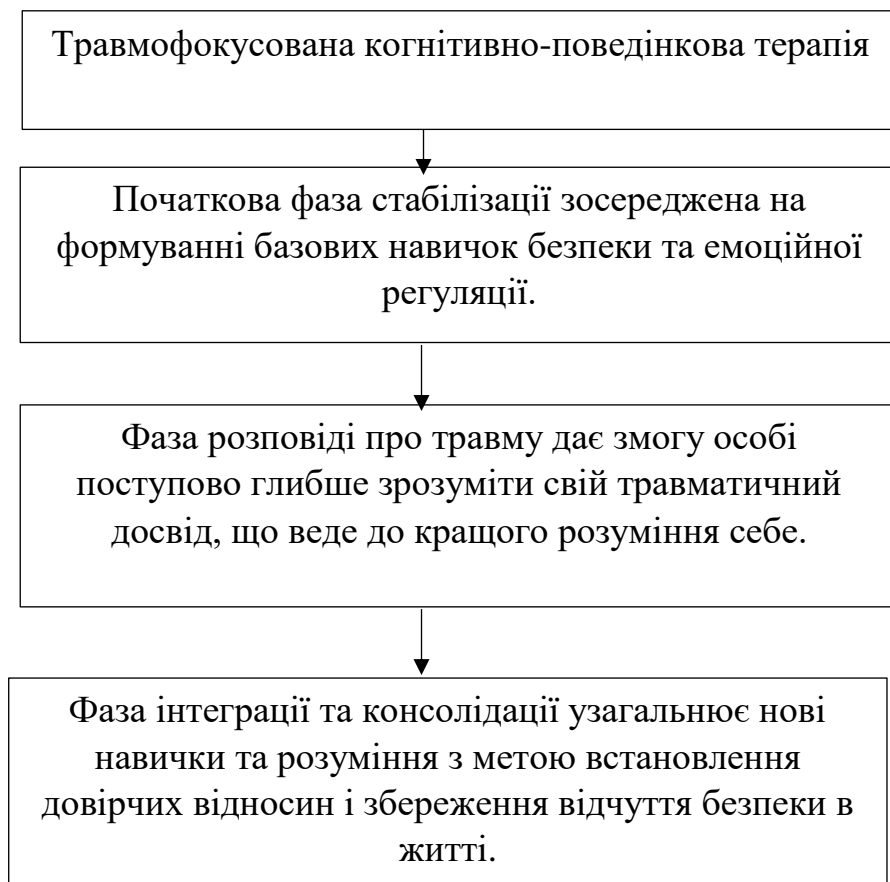 Травмофокусована когнітивно-поведінкова терапія
Початкова фаза стабілізації зосереджена на
формуванні базових навичок безпеки та емоційної
регуляції.
Фаза розповіді про травму дає змогу особі
поступово глибше зрозуміти свій травматичний
досвід, що веде до кращого розуміння себе.
Фаза інтеграції та консолідації узагальнює нові
навички та розуміння з метою встановлення
довірчих відносин і збереження відчуття безпеки в
житті.